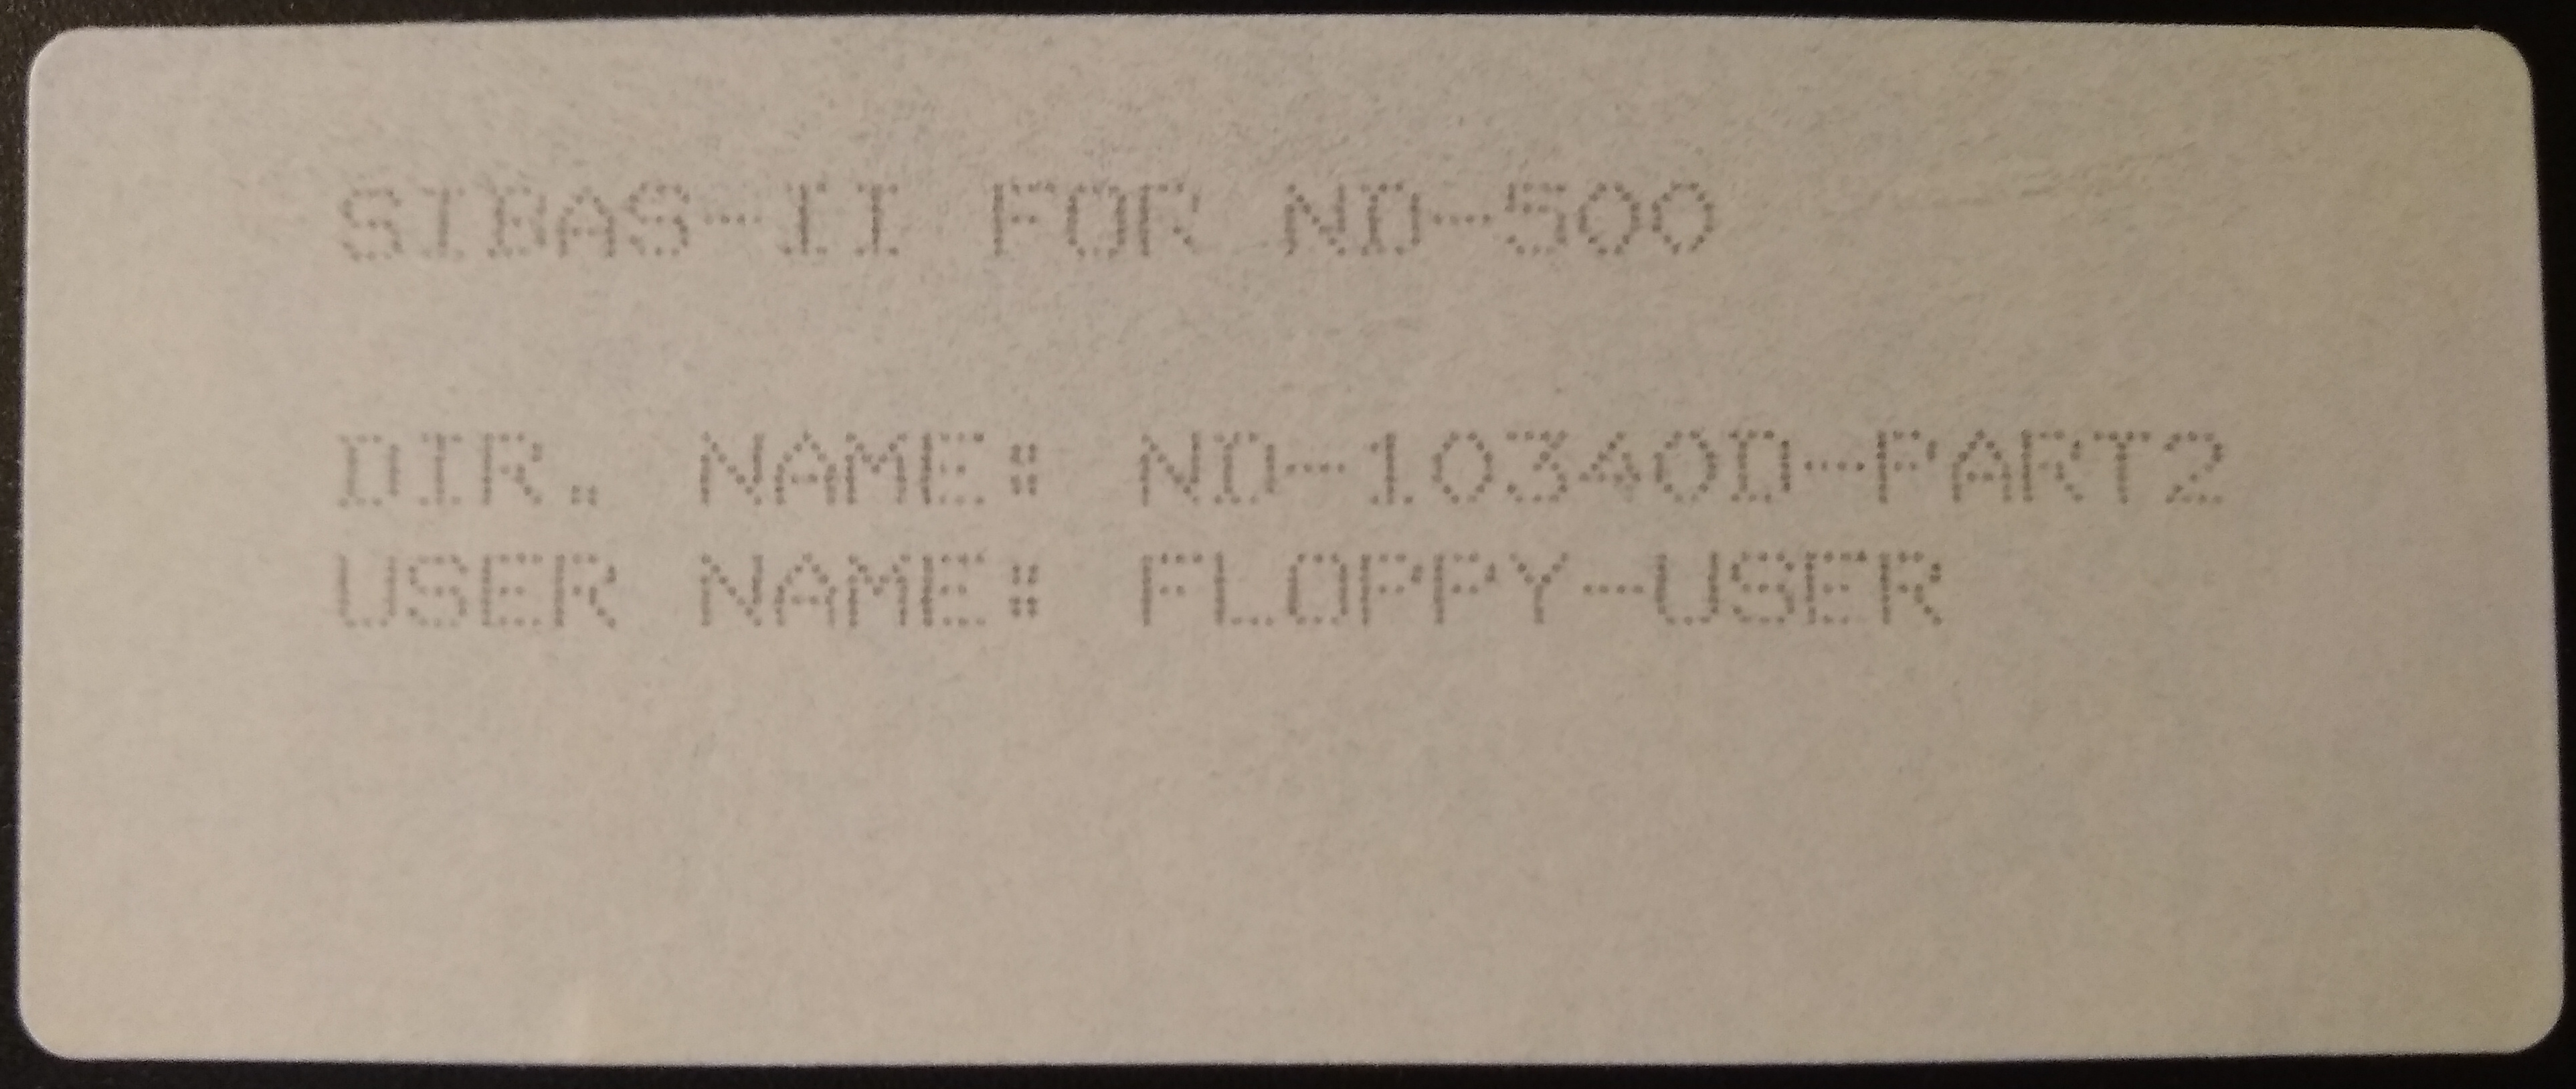 SIBAS-II FOR ND-500
DIR. NAME: ND-10340D-PART2
USER NAME: FLOPPY-USER